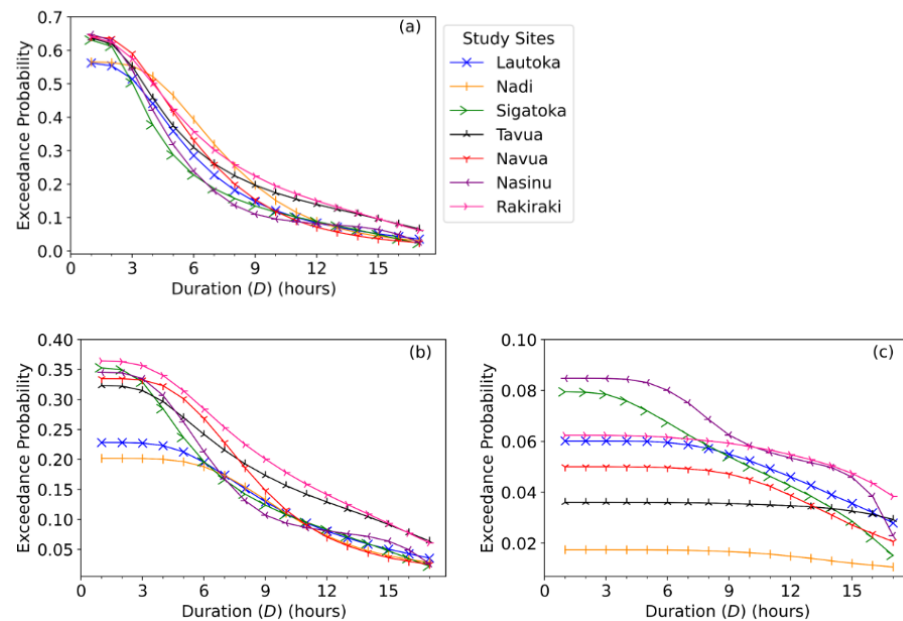 (a)
Exceedance Probability
0.7
0.6
0.5
0.4
0.3
0.2
0.1
0.0
0 3 6 9 12 15
Duration (D) (hours)
Study Sites
Lautoka
Nadi
Sigatoka
Tavua
Navua
Nasinu
Rakiraki
(b)
Exceedance Probability
0.40
0.35
0.30
0.25
0.20
0.15
0.10
0.05
0 3 6 9 12 15
Duration (D) (hours)
(c)
Exceedance Probability
0.10
0.08
0.06
0.04
0.02
0 3 6 9 12 15
Duration (D) (hours)